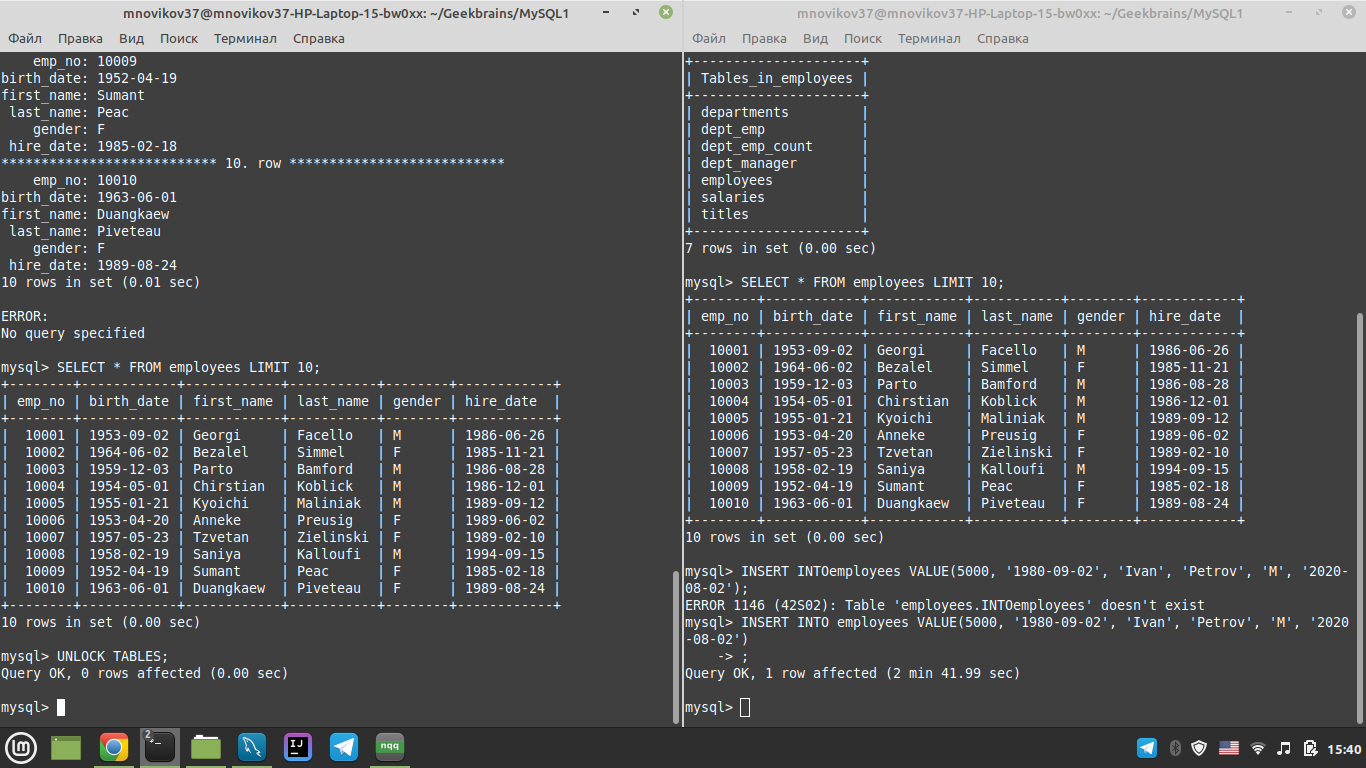 mnovikov37@mnovikov37-HP-Laptop-15-bw0xx: ~/Geekbrains/MySQL1
Файл Правка Вид Поиск Терминал Справка
    emp_no: 10009
birth_date: 1952-04-19
first_name: Sumant
 last_name: Peac
    gender: F
 hire_date: 1985-02-18
*************************** 10. row ***************************
    emp_no: 10010
birth_date: 1963-06-01
first_name: Duangkaew
 last_name: Piveteau
    gender: F
 hire_date: 1989-08-24
10 rows in set (0.01 sec)
ERROR:
No query specified
mysql> SELECT * FROM employees LIMIT 10;
+--------+------------+------------+-----------+--------+------------+
| emp_no | birth_date | first_name | last_name | gender | hire_date  |
+--------+------------+------------+-----------+--------+------------+
|  10001 | 1953-09-02 | Georgi     | Facello   | M      | 1986-06-26 |
|  10002 | 1964-06-02 | Bezalel    | Simmel    | F      | 1985-11-21 |
|  10003 | 1959-12-03 | Parto      | Bamford   | M      | 1986-08-28 |
|  10004 | 1954-05-01 | Chirstian  | Koblick   | M      | 1986-12-01 |
|  10005 | 1955-01-21 | Kyoichi    | Maliniak  | M      | 1989-09-12 |
|  10006 | 1953-04-20 | Anneke     | Preusig   | F      | 1989-06-02 |
|  10007 | 1957-05-23 | Tzvetan    | Zielinski | F      | 1989-02-10 |
|  10008 | 1958-02-19 | Saniya     | Kalloufi  | M      | 1994-09-15 |
|  10009 | 1952-04-19 | Sumant     | Peac      | F      | 1985-02-18 |
|  10010 | 1963-06-01 | Duangkaew  | Piveteau  | F      | 1989-08-24 |
+--------+------------+------------+-----------+--------+------------+
10 rows in set (0.00 sec)
mysql> UNLOCK TABLES;
Query OK, 0 rows affected (0.00 sec)
mysql>
mnovikov37@mnovikov37-HP-Laptop-15-bw0xx: ~/Geekbrains/MySQL1
Файл Правка Вид Поиск Терминал Справка
+---------------------+
| Tables_in_employees |
+---------------------+
| departments         |
| dept_emp            |
| dept_emp_count      |
| dept_manager        |
| employees           |
| salaries            |
| titles              |
+---------------------+
7 rows in set (0.00 sec)
mysql> SELECT * FROM employees LIMIT 10;
+--------+------------+------------+-----------+--------+------------+
| emp_no | birth_date | first_name | last_name | gender | hire_date  |
+--------+------------+------------+-----------+--------+------------+
|  10001 | 1953-09-02 | Georgi     | Facello   | M      | 1986-06-26 |
|  10002 | 1964-06-02 | Bezalel    | Simmel    | F      | 1985-11-21 |
|  10003 | 1959-12-03 | Parto      | Bamford   | M      | 1986-08-28 |
|  10004 | 1954-05-01 | Chirstian  | Koblick   | M      | 1986-12-01 |
|  10005 | 1955-01-21 | Kyoichi    | Maliniak  | M      | 1989-09-12 |
|  10006 | 1953-04-20 | Anneke     | Preusig   | F      | 1989-06-02 |
|  10007 | 1957-05-23 | Tzvetan    | Zielinski | F      | 1989-02-10 |
|  10008 | 1958-02-19 | Saniya     | Kalloufi  | M      | 1994-09-15 |
|  10009 | 1952-04-19 | Sumant     | Peac      | F      | 1985-02-18 |
|  10010 | 1963-06-01 | Duangkaew  | Piveteau  | F      | 1989-08-24 |
+--------+------------+------------+-----------+--------+------------+
10 rows in set (0.00 sec)
mysql> INSERT INTOemployees VALUE(5000, '1980-09-02', 'Ivan', 'Petrov', 'M', '2020-
08-02');
ERROR 1146 (42S02): Table 'employees.INTOemployees' doesn't exist
mysql> INSERT INTO employees VALUE(5000, '1980-09-02', 'Ivan', 'Petrov', 'M', '2020
-08-02')
    -> ;
Query OK, 1 row affected (2 min 41.99 sec)
mysql>
2
IJ
nqq
15:40